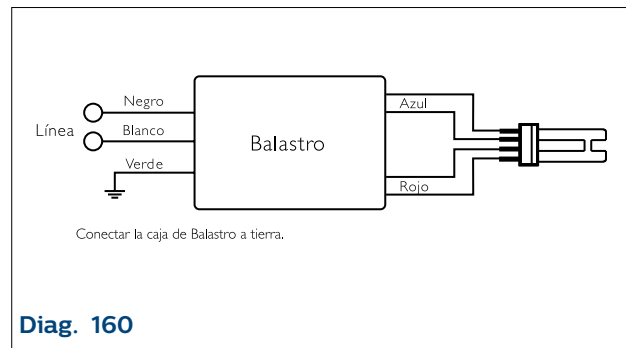 Negro
Azul
Línea
Blanco
Balastro
Verde
Rojo
Conectar la caja de Balastro a tierra.
Diag. 160